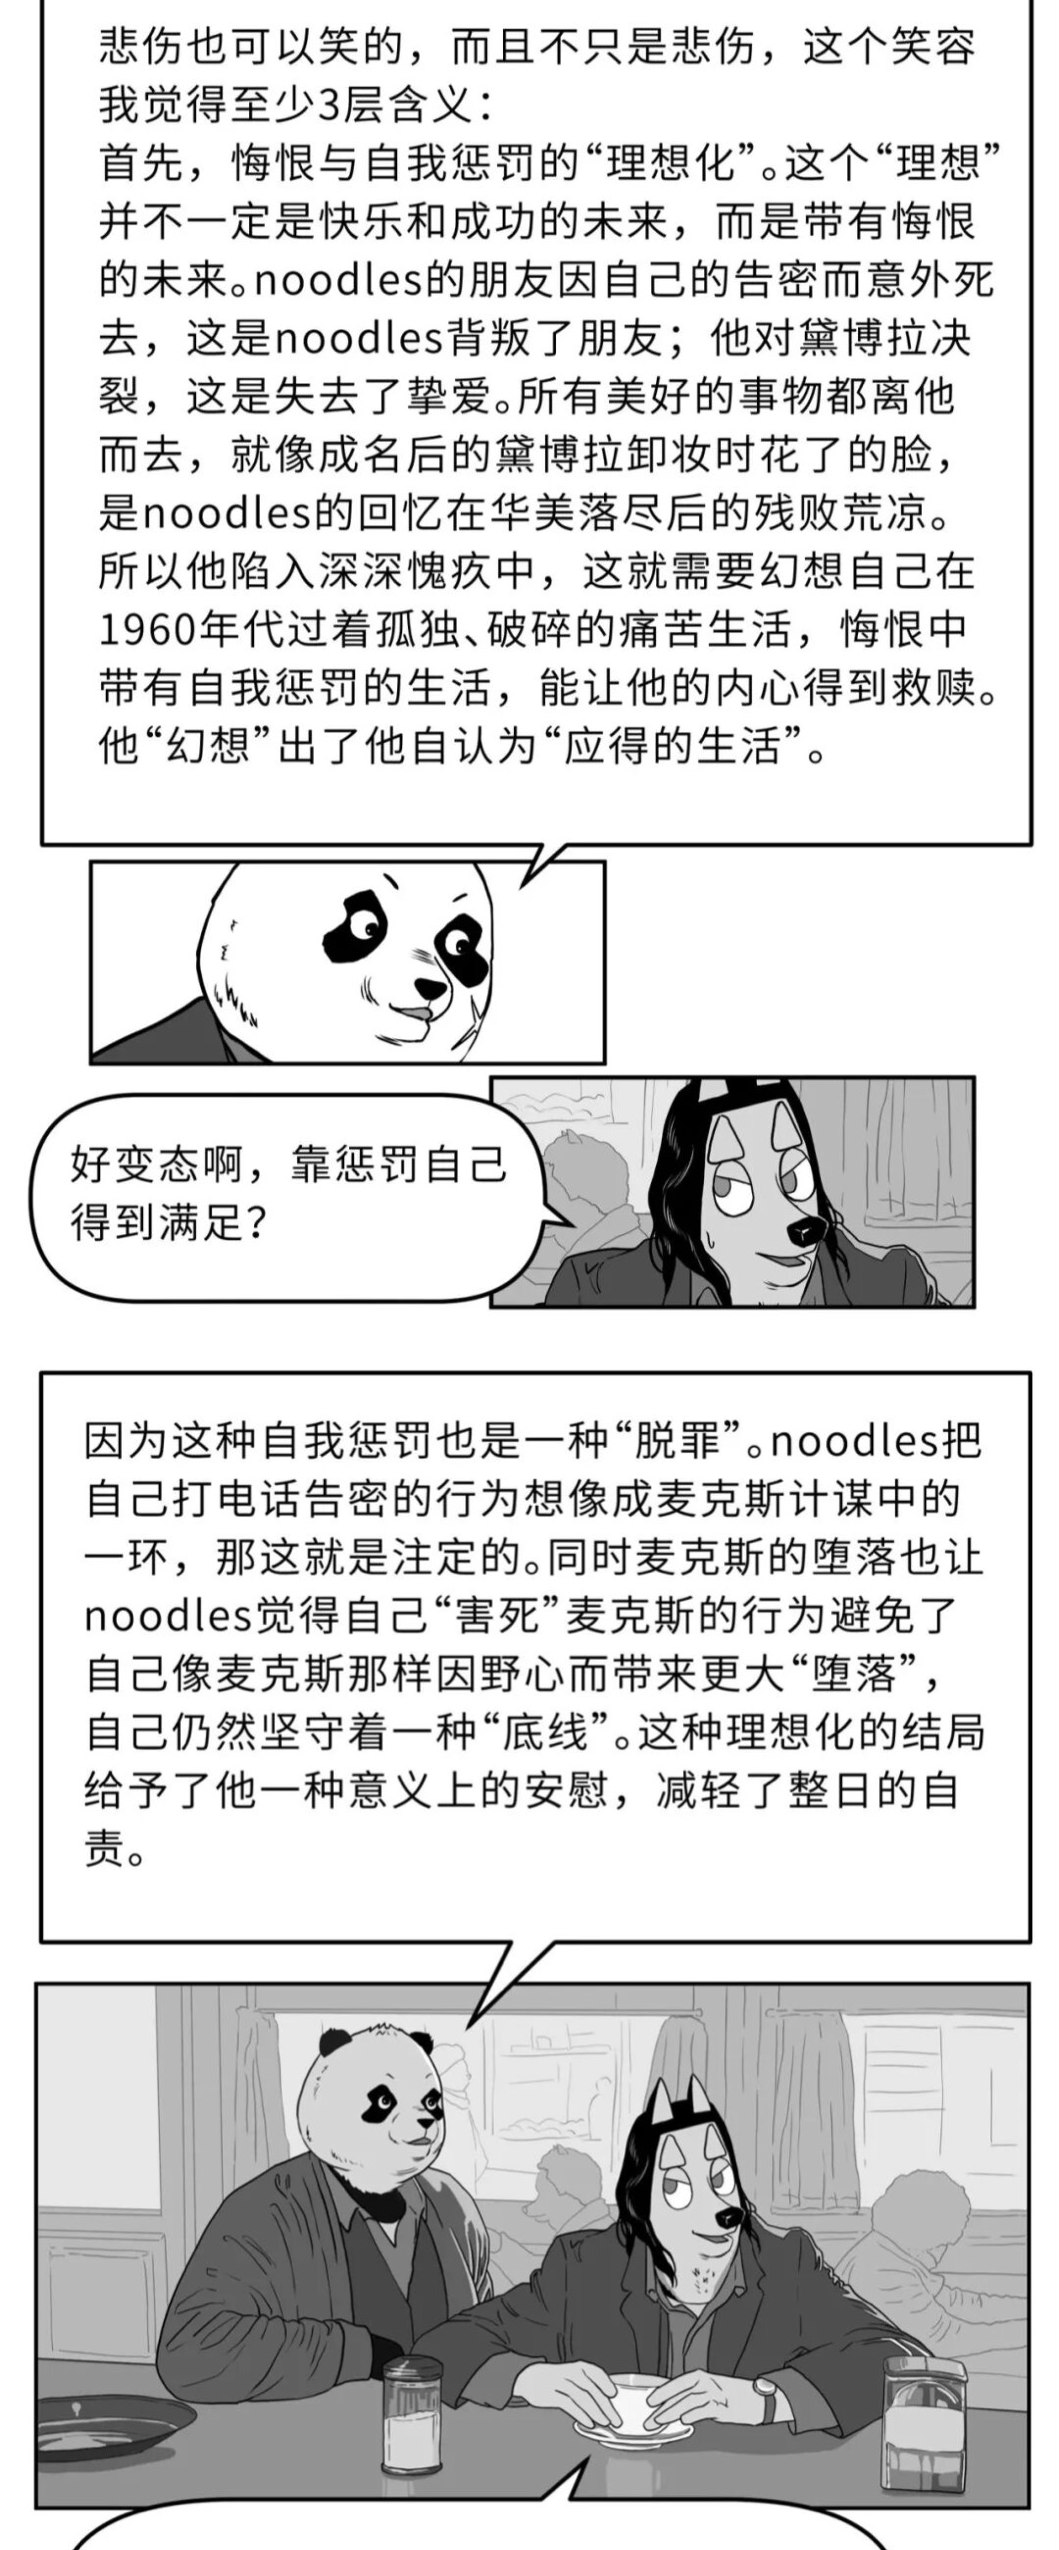 悲伤也可以笑的，而且不只是悲伤，这个笑容
我觉得至少3层含义：
首先，悔恨与自我惩罚的“理想化”。这个“理想”
并不一定是快乐和成功的未来，而是带有悔恨
的未来。noodles的朋友因自己的告密而意外死
去，这是noodles背叛了朋友；他对黛博拉决
裂，这是失去了挚爱。所有美好的事物都离他
而去，就像成名后的黛博拉卸妆时花了的脸，
是noodles的回忆在华美落尽后的残败荒凉。
所以他陷入深深愧疚中，这就需要幻想自己在
1960年代过着孤独、破碎的痛苦生活，悔恨中
带有自我惩罚的生活，能让他的内心得到救赎。
他“幻想”出了他自认为“应得的生活”。
好变态啊，靠惩罚自己
得到满足？
因为这种自我惩罚也是一种“脱罪”。noodles把
自己打电话告密的行为想像成麦克斯计谋中的
一环，那这就是注定的。同时麦克斯的堕落也让
noodles觉得自己“害死”麦克斯的行为避免了
自己像麦克斯那样因野心而带来更大“堕落”，
自己仍然坚守着一种“底线”。这种理想化的结局
给予了他一种意义上的安慰，减轻了整日的自
责。